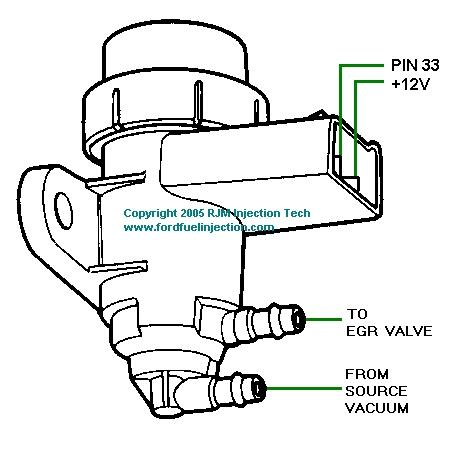 PIN 33
+12V
Copyright 2005 RJM Injection Tech
www.fordfuelinjection.com
TO
EGR VALVE
FROM
SOURCE
VACUUM